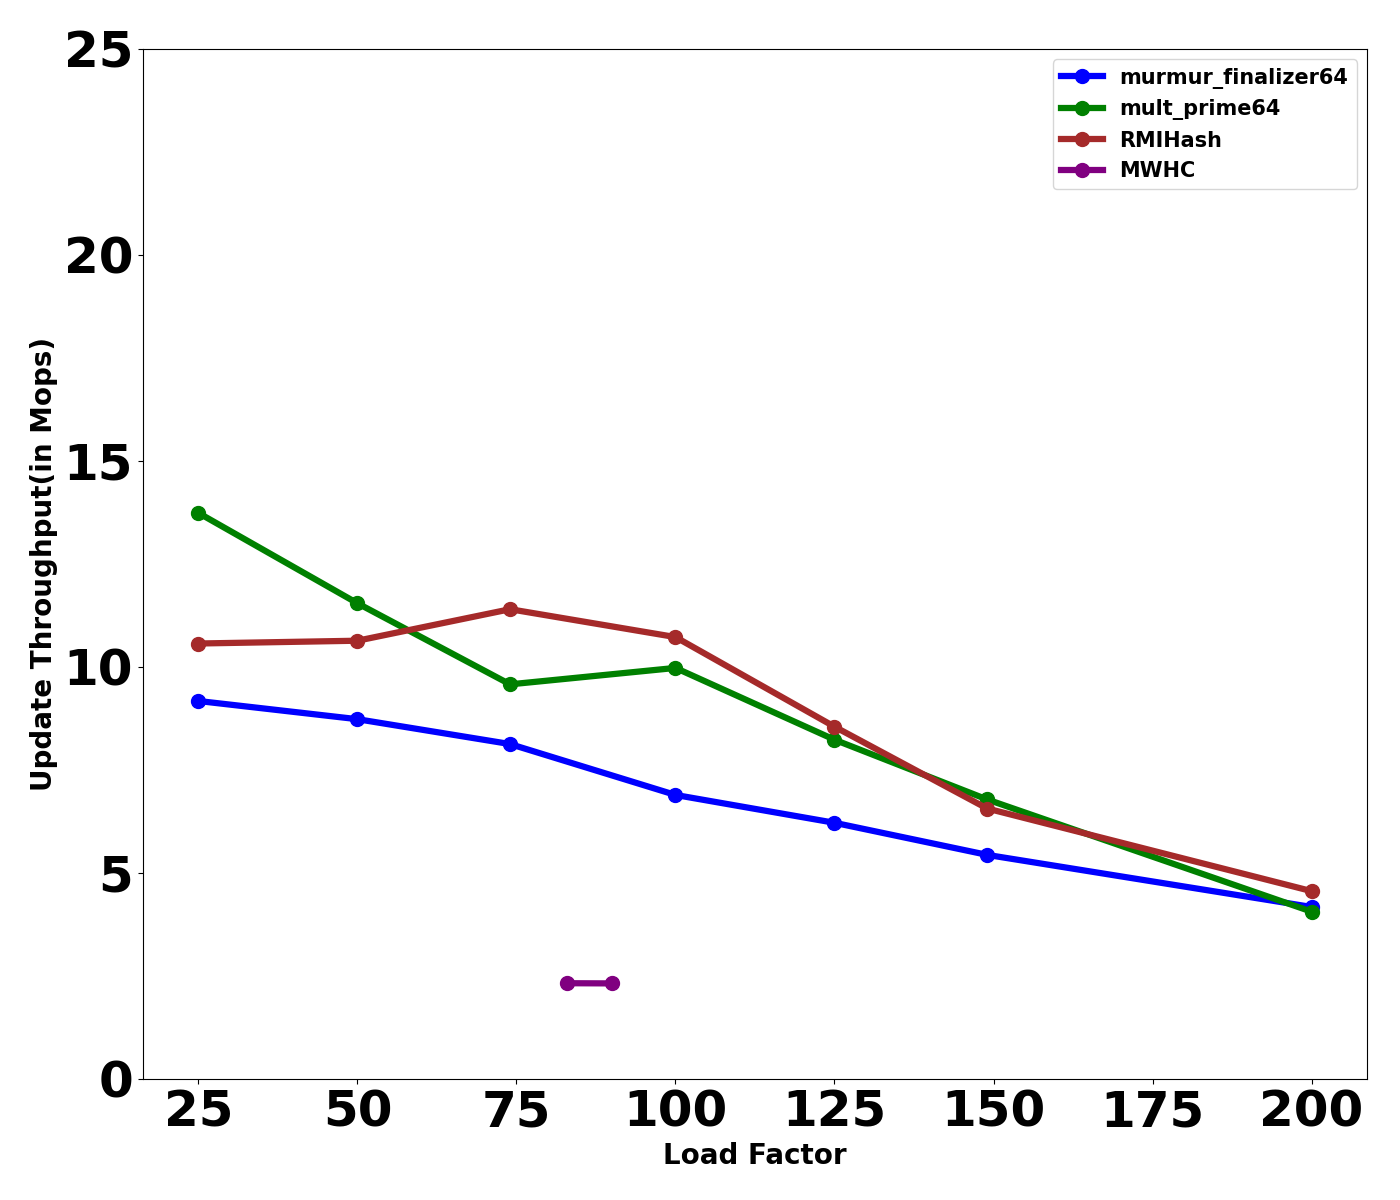 25
20
15
10
5
0
Update Throughput(in Mops)
murmur_finalizer64
mult_prime64
RMIHash
MWHC
25 50 75 100 125 150 175 200
Load Factor